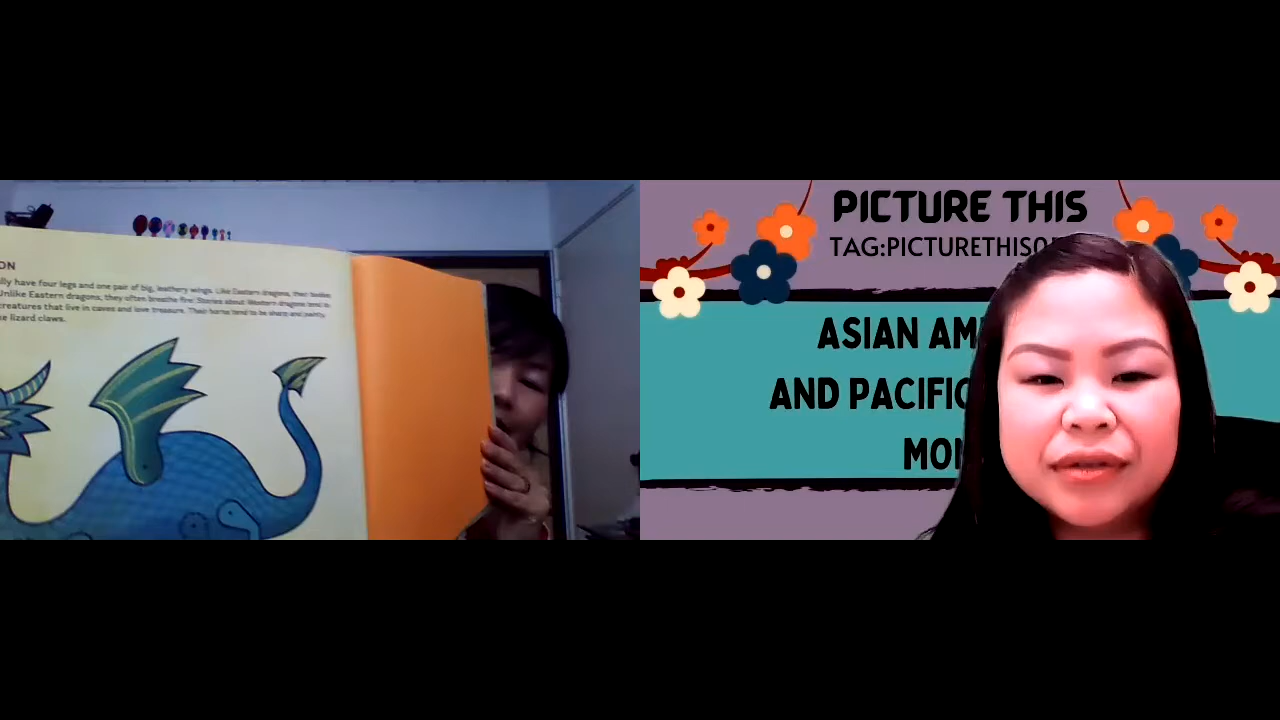 ON
lly have four legs and one pair of big, leathery wings. Like Eastern dragons, their bodies
Unlike Eastern dragons, they often breathe fire! Stories about Western dragons tend to
creatures that live in caves and love treasure. Their horns tend to be sharp and pointy,
e lizard claws.
PICTURE THIS
TAG:PICTURETHISO
ASIAN AM
AND PACIFIC
MON